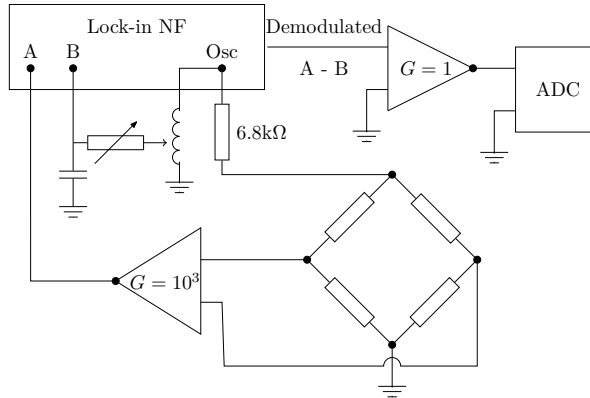 Lock-in NF
Demodulated
A
B
Osc
A - B
G = 1
ADC
6.8kΩ
G = 10³